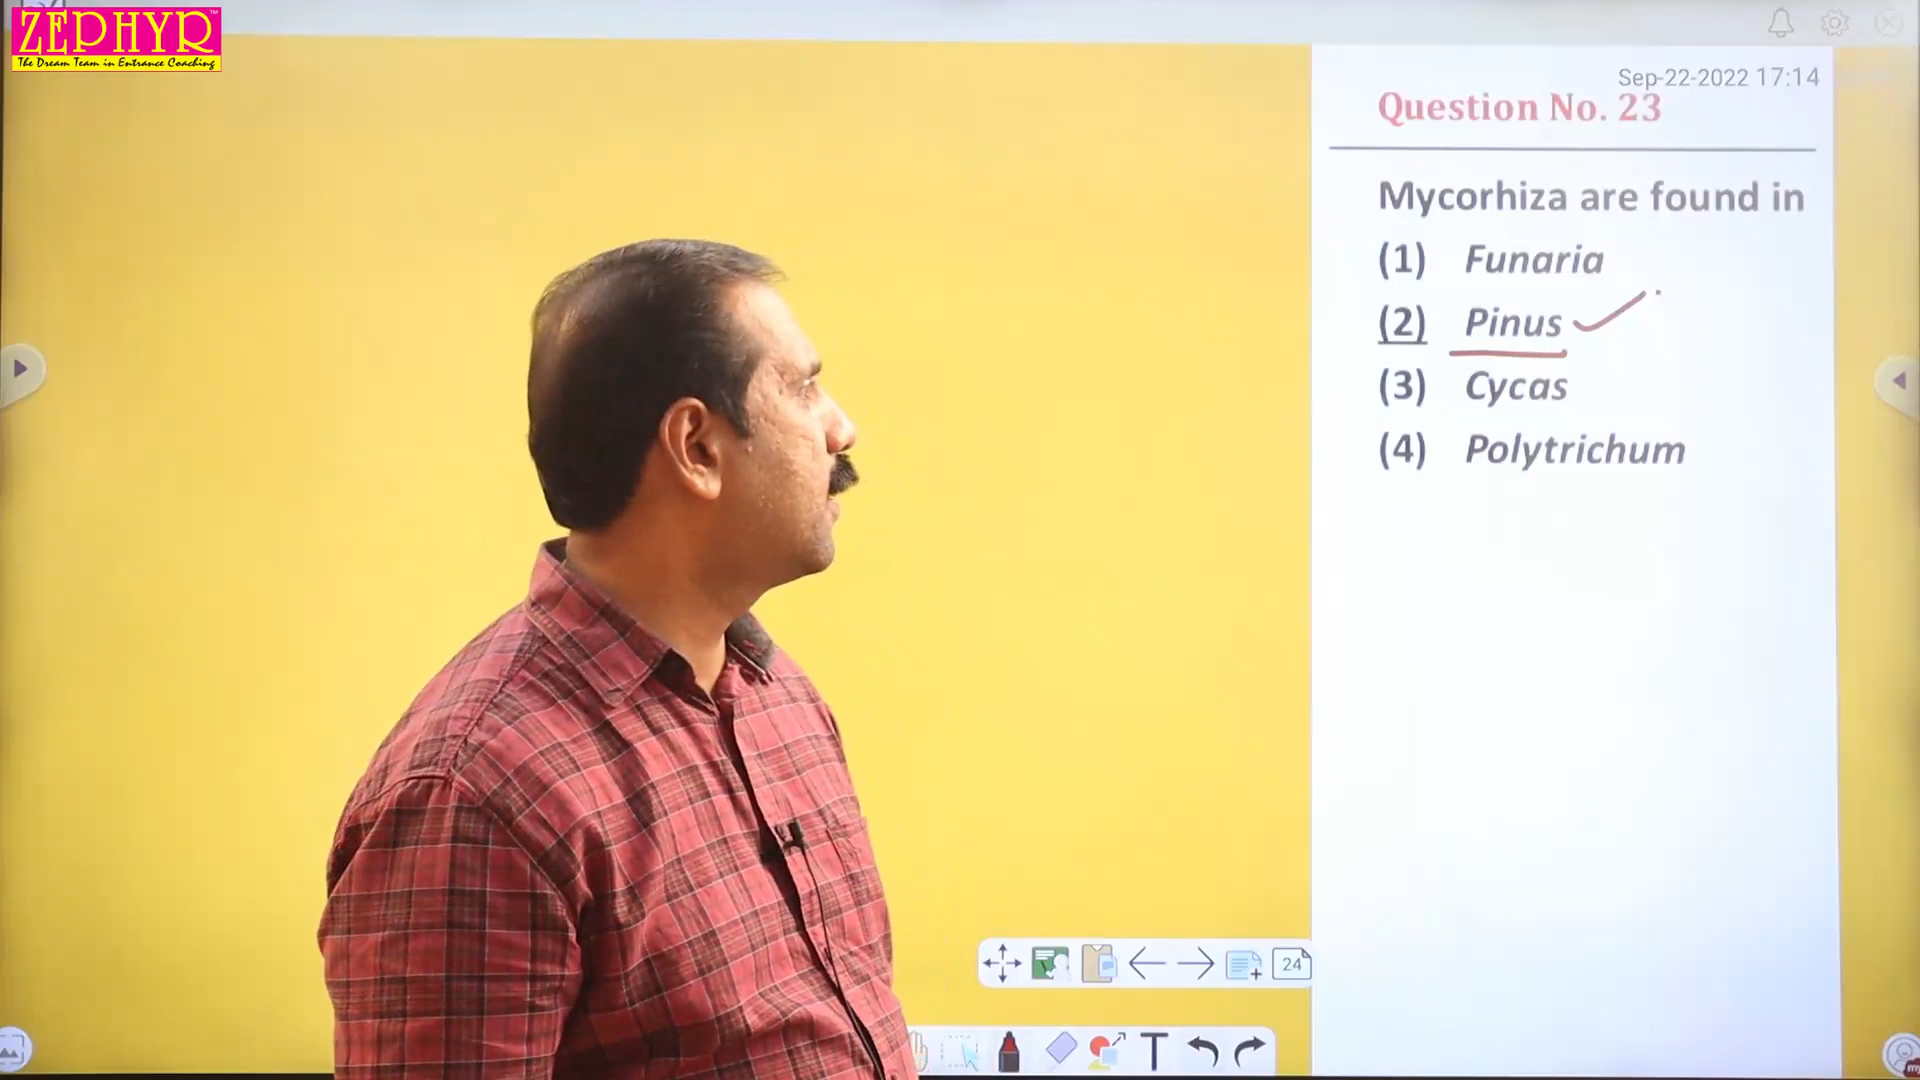 ZEPHYR™
The Dream Team in Entrance Coaching
Sep-22-2022 17:14
Question No. 23
Mycorhiza are found in
(1) Funaria
(2) Pinus
(3) Cycas
(4) Polytrichum
24
T